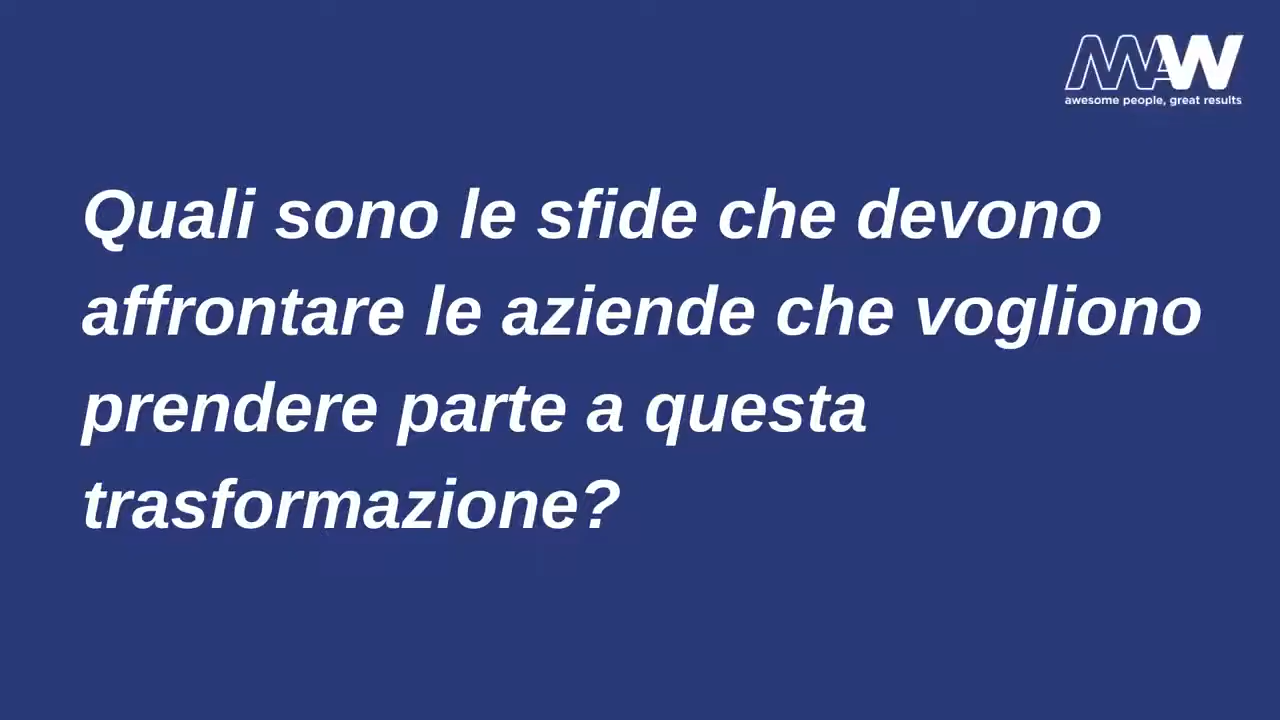 MAW
awesome people, great results
Quali sono le sfide che devono
affrontare le aziende che vogliono
prendere parte a questa
trasformazione?